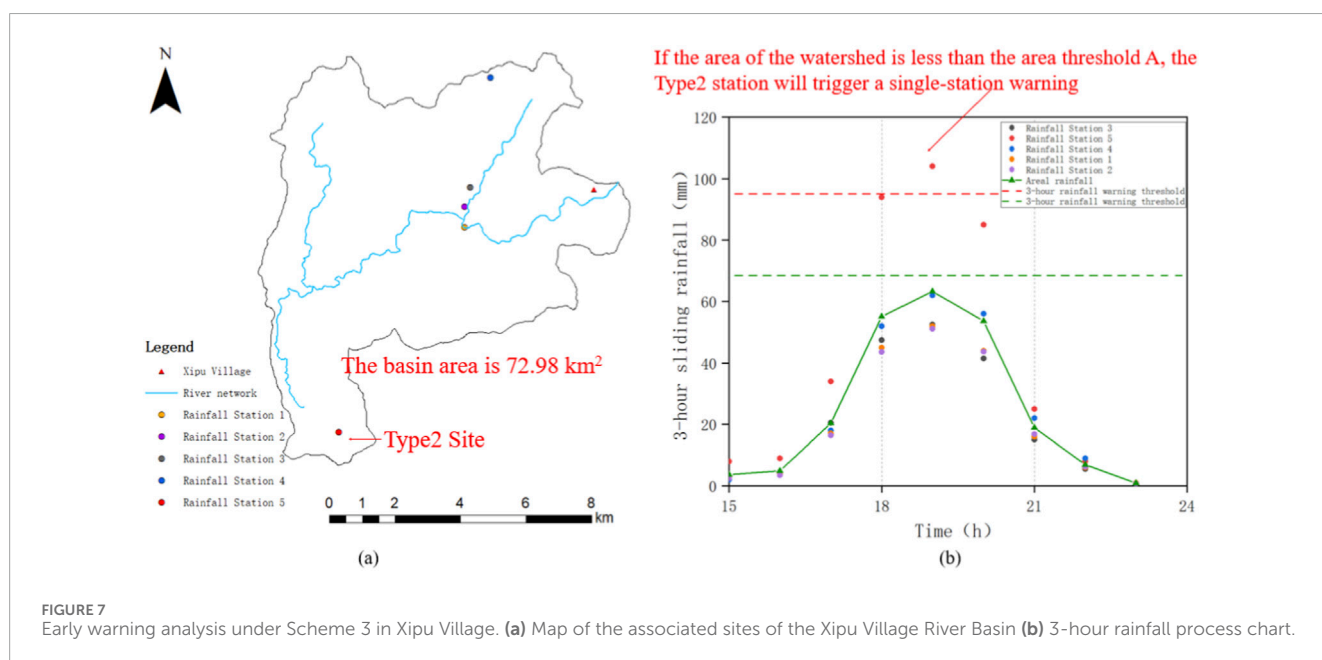 N
The basin area is 72.98 km²
Type2 Site
Legend
Xipu Village
River network
Rainfall Station 1
Rainfall Station 2
Rainfall Station 3
Rainfall Station 4
Rainfall Station 5
0 1 2 4 6 8
km
(a)
If the area of the watershed is less than the area threshold A, the
Type2 station will trigger a single-station warning
3-hour sliding rainfall (mm)
120
100
80
60
40
20
0
Rainfall Station 3
Rainfall Station 5
Rainfall Station 4
Rainfall Station 1
Rainfall Station 2
Areal rainfall
3-hour rainfall warning threshold
3-hour rainfall warning threshold
15 18 21 24
Time (h)
(b)
FIGURE 7
Early warning analysis under Scheme 3 in Xipu Village. (a) Map of the associated sites of the Xipu Village River Basin (b) 3-hour rainfall process chart.